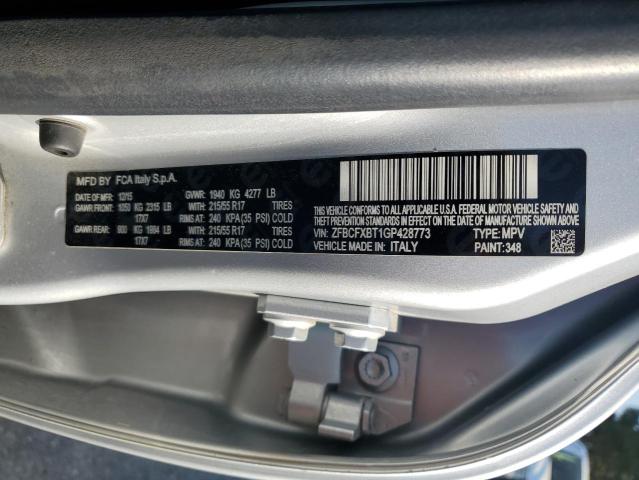 MFD BY FCA Italy S.p.A.
DATE OF MFR: 12/15 GVWR: 1940 KG 4277 LB
GAWR FRONT: 1050 KG 2315 LB WITH 215/55 R17 TIRES
17X7 RIMS AT: 240 KPA (35 PSI) COLD
GAWR REAR: 900 KG 1984 LB WITH 215/55 R17 TIRES
17X7 RIMS AT: 240 KPA (35 PSI) COLD
THIS VEHICLE CONFORMS TO ALL
APPLICABLE U.S.A. FEDERAL MOTOR VEHICLE SAFETY
AND THEFT PREVENTION STANDARDS IN EFFECT
ON THE DATE OF MANUFACTURE SHOWN ABOVE.
VIN: ZFBCFXBT1GP428773 TYPE: MPV
VEHICLE MADE IN: ITALY PAINT: 348